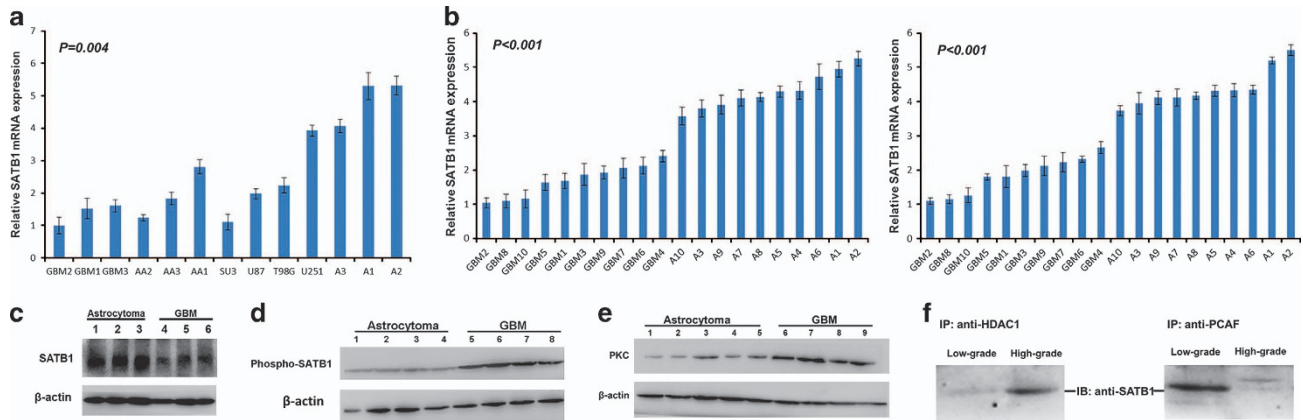 a
P=0.004
Relative SATB1 mRNA expression
7
6
5
4
3
2
1
0
GBM2 GBM1 GBM3 AA2 AA3 AA1 SU3 U87 T98G U251 A3 A1 A2
b
P<0.001
Relative SATB1 mRNA expression
6
5
4
3
2
1
0
GBM2 GBM8 GBM10 GBM5 GBM1 GBM3 GBM9 GBM7 GBM6 GBM4 A10 A3 A9 A7 A8 A5 A4 A6 A1 A2
P<0.001
Relative SATB1 mRNA expression
6
5
4
3
2
1
0
GBM2 GBM8 GBM10 GBM5 GBM1 GBM3 GBM9 GBM7 GBM6 GBM4 A10 A3 A9 A7 A8 A5 A4 A6 A1 A2
c
Astrocytoma GBM
1 2 3 4 5 6
SATB1
β-actin
d
Astrocytoma GBM
1 2 3 4 5 6 7 8
Phospho-SATB1
β-actin
e
Astrocytoma GBM
1 2 3 4 5 6 7 8 9
PKC
β-actin
f
IP: anti-HDAC1 IP: anti-PCAF
Low-grade High-grade Low-grade High-grade
IB: anti-SATB1